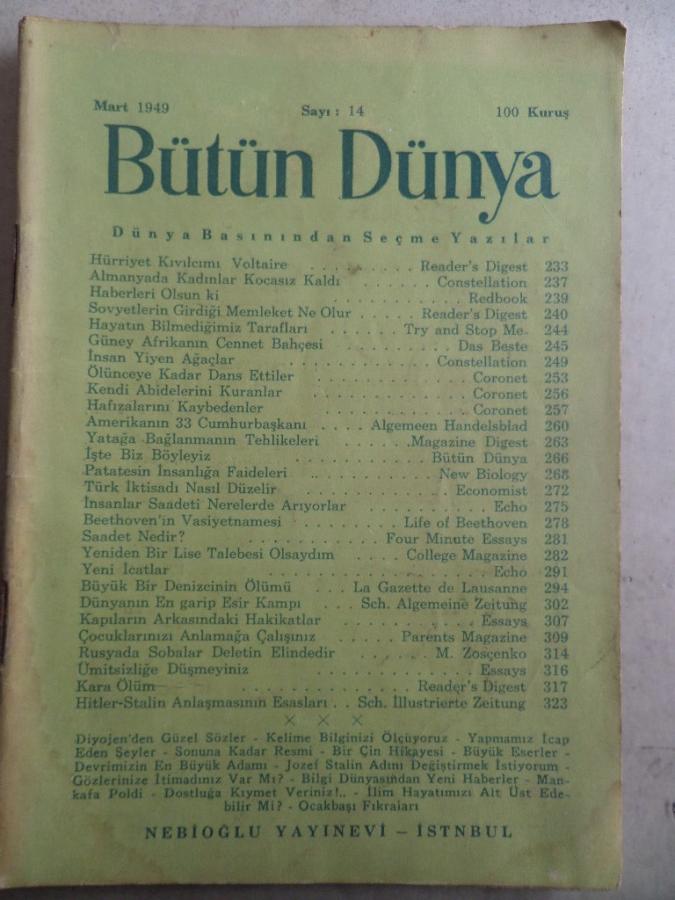 Mart 1949 Sayı : 14 100 Kuruş
Bütün Dünya
Dünya Basınından Seçme Yazılar
Hürriyet Kıvılcımı Voltaire . . . . . . . . . Reader's Digest 233
Almanyada Kadınlar Kocasız Kaldı . . . . . . Constellation 237
Haberleri Olsun ki . . . . . . . . . . . Redbook 239
Sovyetlerin Girdiği Memleket Ne Olur . . . . . Reader's Digest 240
Hayatın Bilmediğimiz Tarafları . . . . . . Try and Stop Me. 244
Güney Afrikanın Cennet Bahçesi . . . . . . . . . Das Beste 245
İnsan Yiyen Ağaçlar . . . . . . . . . . Constellation 249
Ölünceye Kadar Dans Ettiler . . . . . . . . . . . Coronet 253
Kendi Abidelerini Kuranlar . . . . . . . . . . . Coronet 256
Hafızalarını Kaybedenler . . . . . . . . . . . Coronet 257
Amerikanın 33 Cumhurbaşkanı . . . . Algemeen Handelsblad 260
Yatağa Bağlanmanın Tehlikeleri . . . . . . .Magazine Digest 263
İşte Biz Böyleyiz . . . . . . . . . . Bütün Dünya 266
Patatesin İnsanlığa Faideleri . . . . . . . . . . New Biology 268
Türk İktisadı Nasıl Düzelir . . . . . . . . . . . Economist 272
İnsanlar Saadeti Nerelerde Arıyorlar . . . . . . . . . . Echo 275
Beethoven'in Vasiyetnamesi . . . . . . . . Life of Beethoven 278
Saadet Nedir? . . . . . . . . . . . Four Minute Essays 281
Yeniden Bir Lise Talebesi Olsaydım . . . . College Magazine 282
Yeni İcatlar . . . . . . . . . . . . . . . . . Echo 291
Büyük Bir Denizcinin Ölümü . . . La Gazette de Lausanne 294
Dünyanın En garip Esir Kampı . . . . Sch. Algemeine Zeitung 302
Kapıların Arkasındaki Hakikatlar . . . . . . . . . . Essays 307
Çocuklarınızı Anlamağa Çalışınız . . . . . Parents Magazine 309
Rusyada Sobalar Deletin Elindedir . . . . . . M. Zosçenko 314
Ümitsizliğe Düşmeyiniz . . . . . . . . . . . . . Essays 316
Kara Ölüm . . . . . . . . . . . . . Reader's Digest 317
Hitler-Stalin Anlaşmasının Esasları . . Sch. İllustrierte Zeitung 323
× × ×
Diyojen'den Güzel Sözler - Kelime Bilginizi Ölçüyoruz - Yapmamız İcap
Eden Şeyler - Sonuna Kadar Resmi - Bir Çin Hikayesi - Büyük Eserler -
Devrimizin En Büyük Adamı - Jozef Stalin Adını Değiştirmek İstiyorum -
Gözlerinize İtimadınız Var Mı? - Bilgi Dünyasından Yeni Haberler - Man-
kafa Poldi - Dostluğa Kıymet Veriniz!.. - İlim Hayatımızı Alt Üst Ede-
bilir Mi? - Ocakbaşı Fıkraları
NEBİOĞLU YAYINEVİ – İSTNBUL